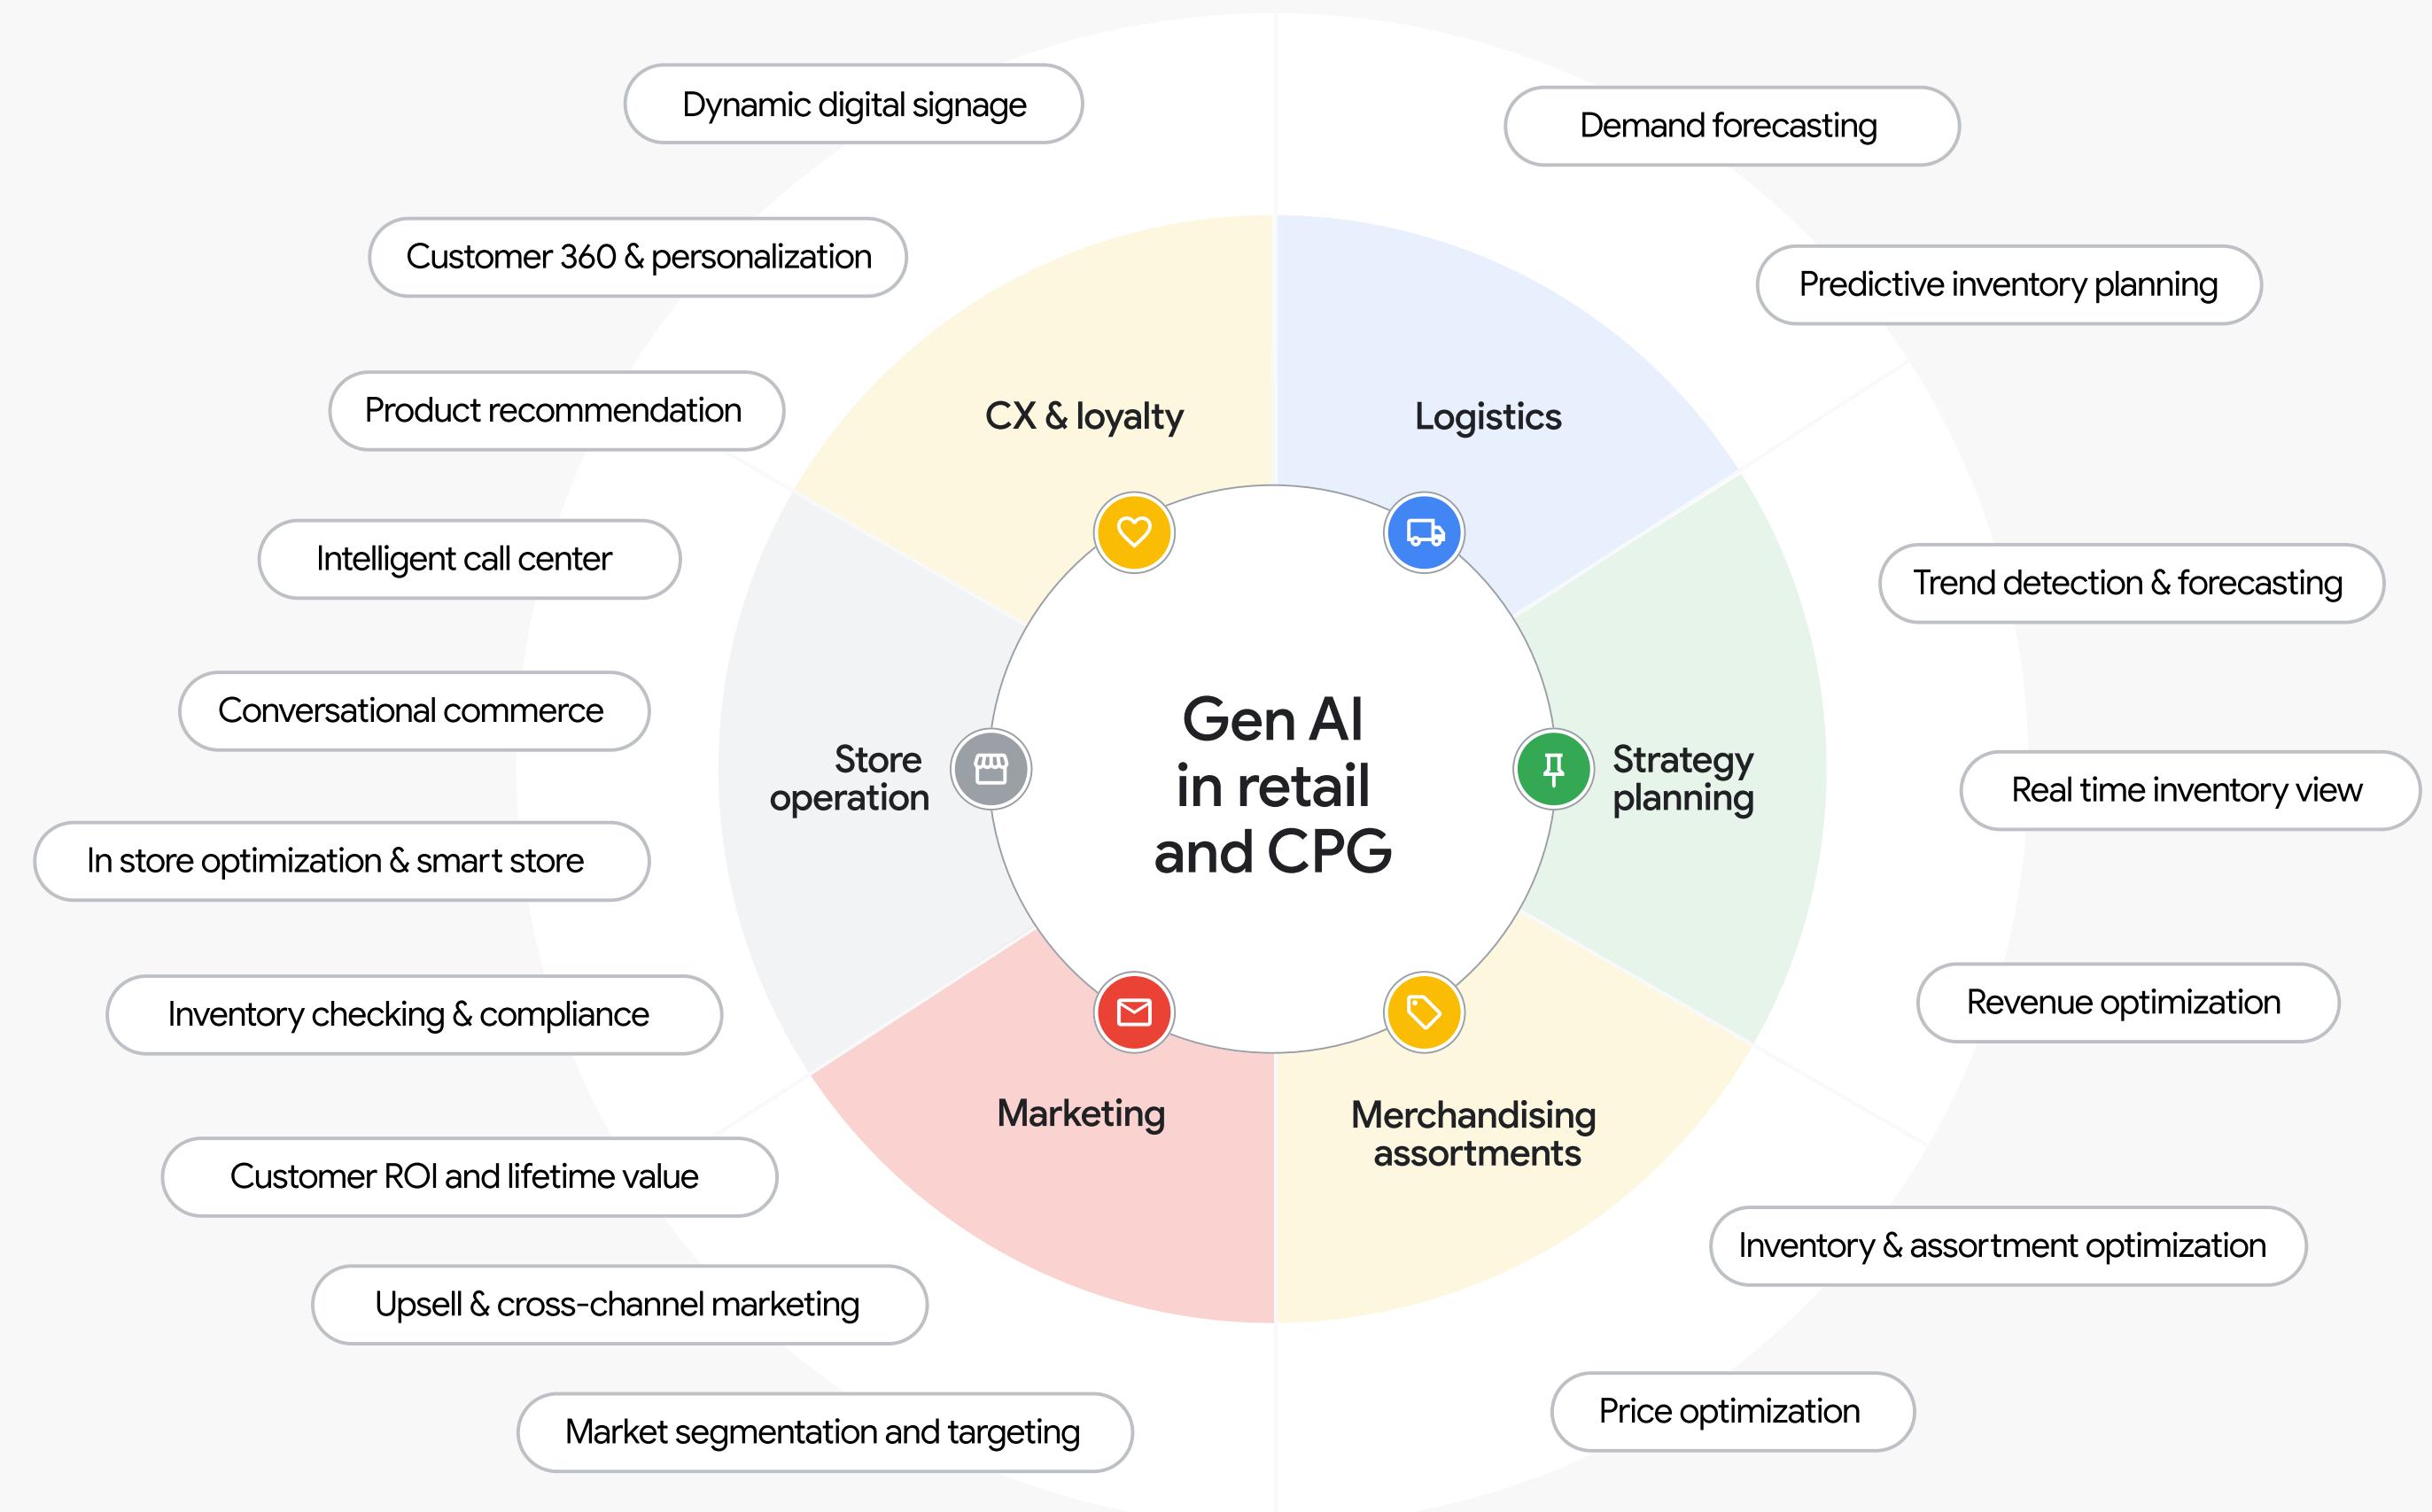 Dynamic digital signage
Demand forecasting
Customer 360 & personalization
Predictive inventory planning
Product recommendation
CX & loyalty
Logistics
Intelligent call center
Trend detection & forecasting
Conversational commerce
Gen AI
in retail
and CPG
Store
operation
Strategy
planning
Real time inventory view
In store optimization & smart store
Inventory checking & compliance
Revenue optimization
Marketing
Merchandising
assortments
Customer ROI and lifetime value
Inventory & assortment optimization
Upsell & cross-channel marketing
Price optimization
Market segmentation and targeting